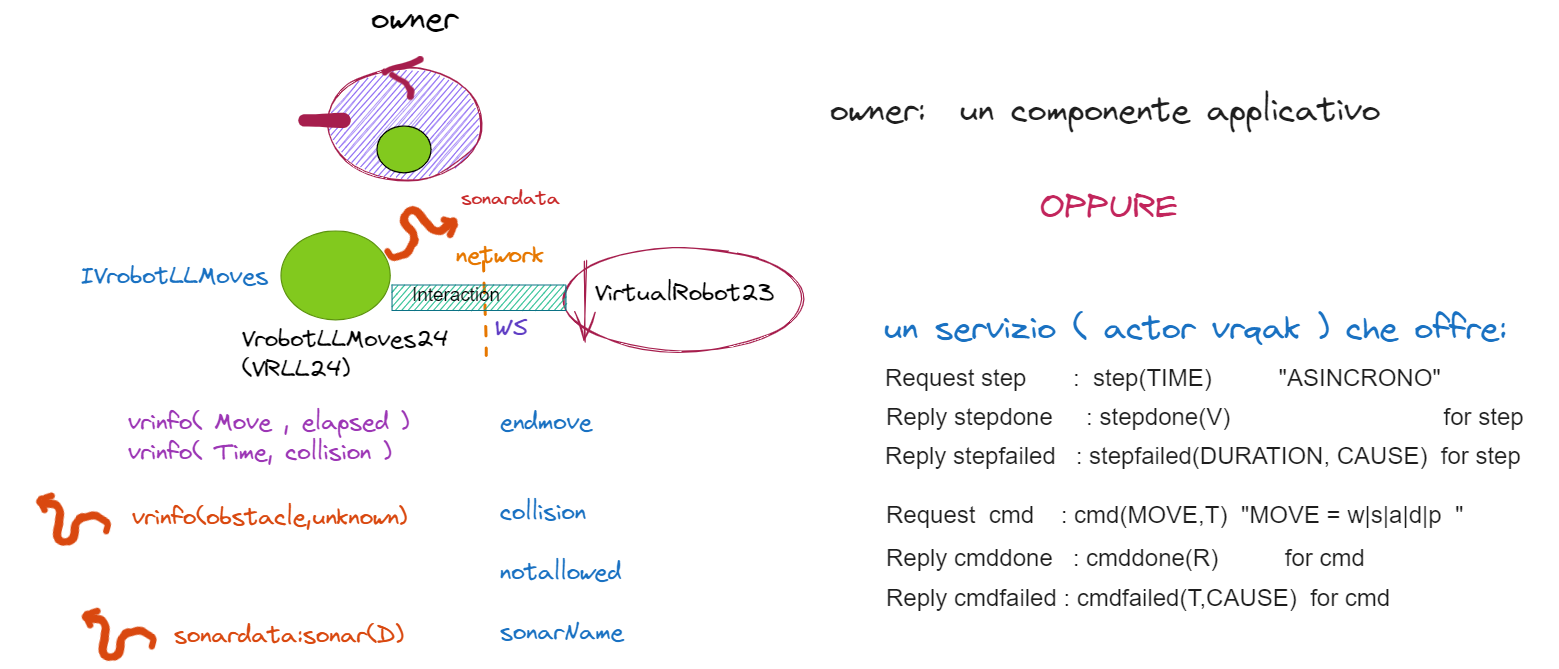 owner
owner: un componente applicativo
sonardata
OPPURE
network
IVrobotLLMoves
Interaction
VirtualRobot23
WS
VrobotLLMoves24
(VRLL24)
un servizio ( actor vrqak ) che offre:
Request step : step(TIME) "ASINCRONO"
Reply stepdone : stepdone(V) for step
Reply stepfailed : stepfailed(DURATION, CAUSE) for step
Request cmd : cmd(MOVE,T) "MOVE = w|s|a|d|p "
Reply cmddone : cmddone(R) for cmd
Reply cmdfailed : cmdfailed(T,CAUSE) for cmd
vrinfo( Move , elapsed )
endmove
vrinfo( Time, collision )
vrinfo(obstacle,unknown)
collision
notallowed
sonardata:sonar(D)
sonarName